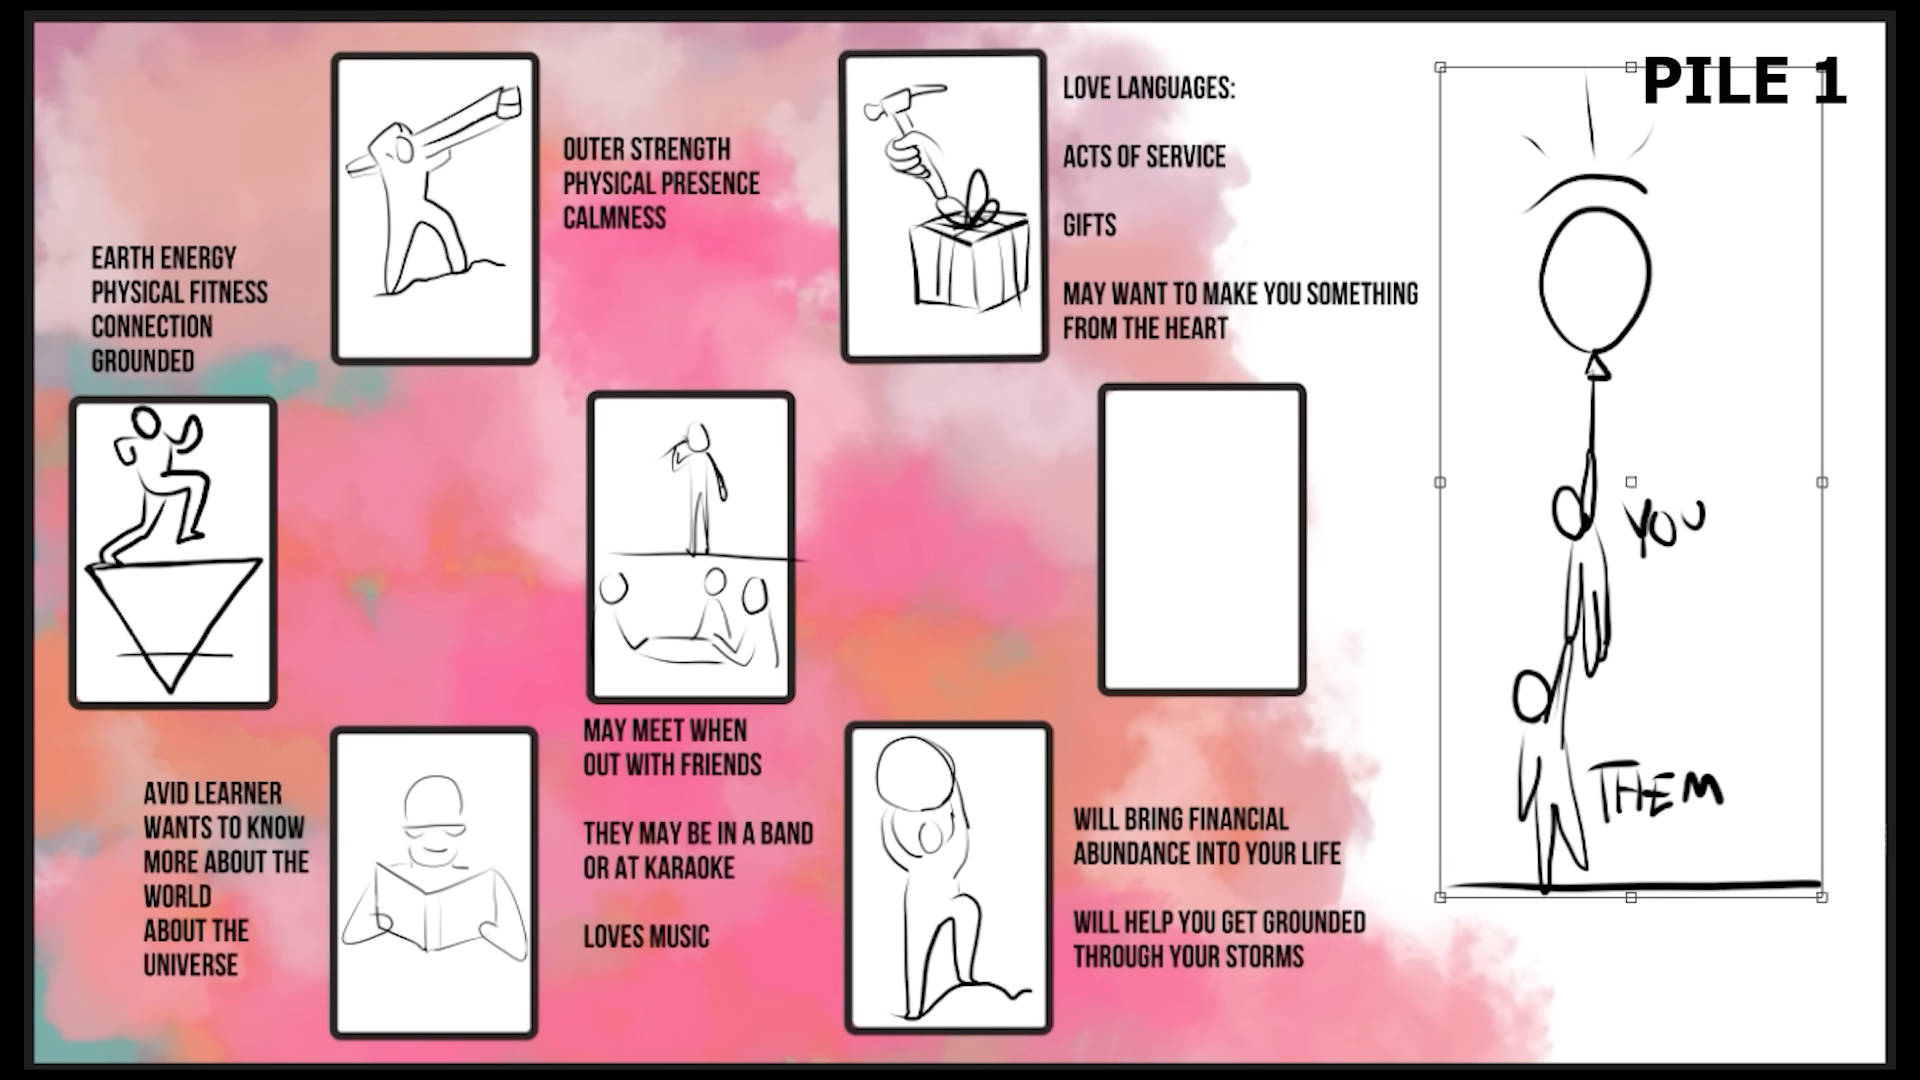 PILE 1
LOVE LANGUAGES:
ACTS OF SERVICE
GIFTS
MAY WANT TO MAKE YOU SOMETHING
FROM THE HEART
OUTER STRENGTH
PHYSICAL PRESENCE
CALMNESS
EARTH ENERGY
PHYSICAL FITNESS
CONNECTION
GROUNDED
YOU
THEM
MAY MEET WHEN
OUT WITH FRIENDS
THEY MAY BE IN A BAND
OR AT KARAOKE
LOVES MUSIC
AVID LEARNER
WANTS TO KNOW
MORE ABOUT THE
WORLD
ABOUT THE
UNIVERSE
WILL BRING FINANCIAL
ABUNDANCE INTO YOUR LIFE
WILL HELP YOU GET GROUNDED
THROUGH YOUR STORMS